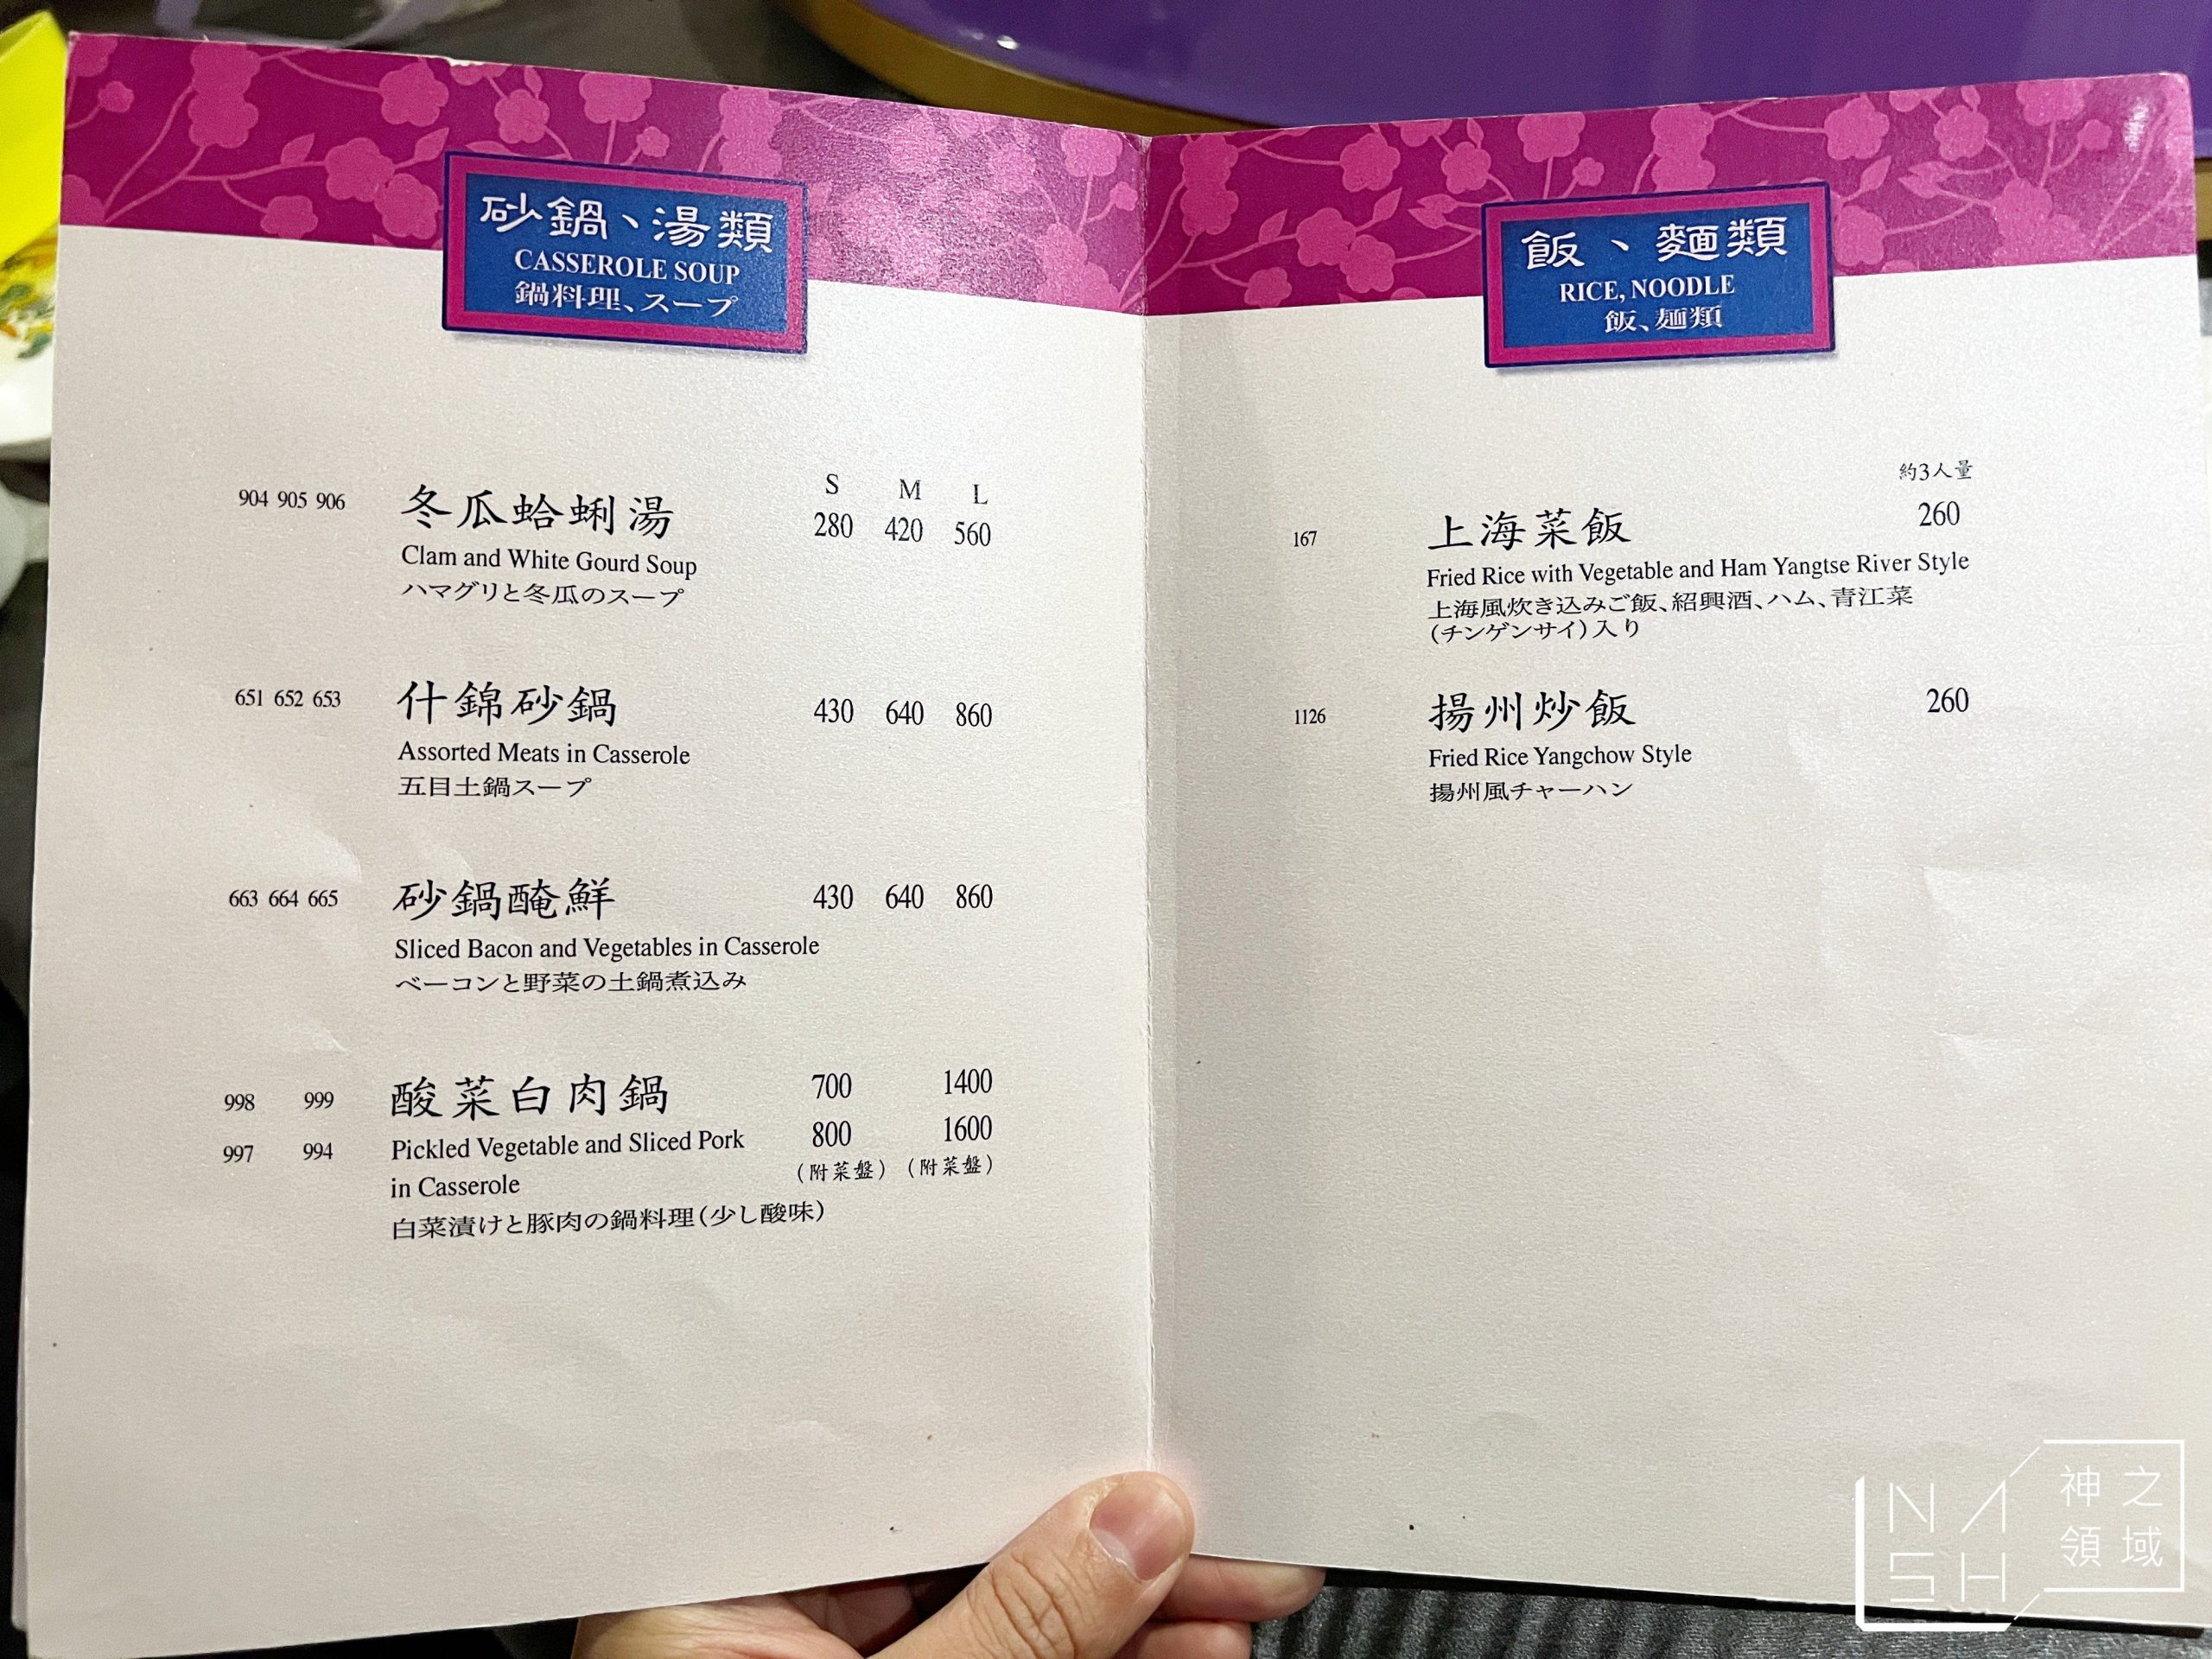 砂鍋、湯類
CASSEROLE SOUP
鍋料理、スープ
S M L
904 905 906 冬瓜蛤蜊湯 280 420 560
Clam and White Gourd Soup
ハマグリと冬瓜のスープ
651 652 653 什錦砂鍋 430 640 860
Assorted Meats in Casserole
五目土鍋スープ
663 664 665 砂鍋醃鮮 430 640 860
Sliced Bacon and Vegetables in Casserole
ベーコンと野菜の土鍋煮込み
998 999 酸菜白肉鍋 700 1400
997 994 Pickled Vegetable and Sliced Pork 800 1600
in Casserole (附菜盤) (附菜盤)
白菜漬けと豚肉の鍋料理(少し酸味)
飯、麵類
RICE, NOODLE
飯、麺類
約3人量
167 上海菜飯 260
Fried Rice with Vegetable and Ham Yangtse River Style
上海風炊き込みご飯、紹興酒、ハム、青江菜
(チンゲンサイ)入り
1126 揚州炒飯 260
Fried Rice Yangchow Style
揚州風チャーハン
NASH
神之
領域